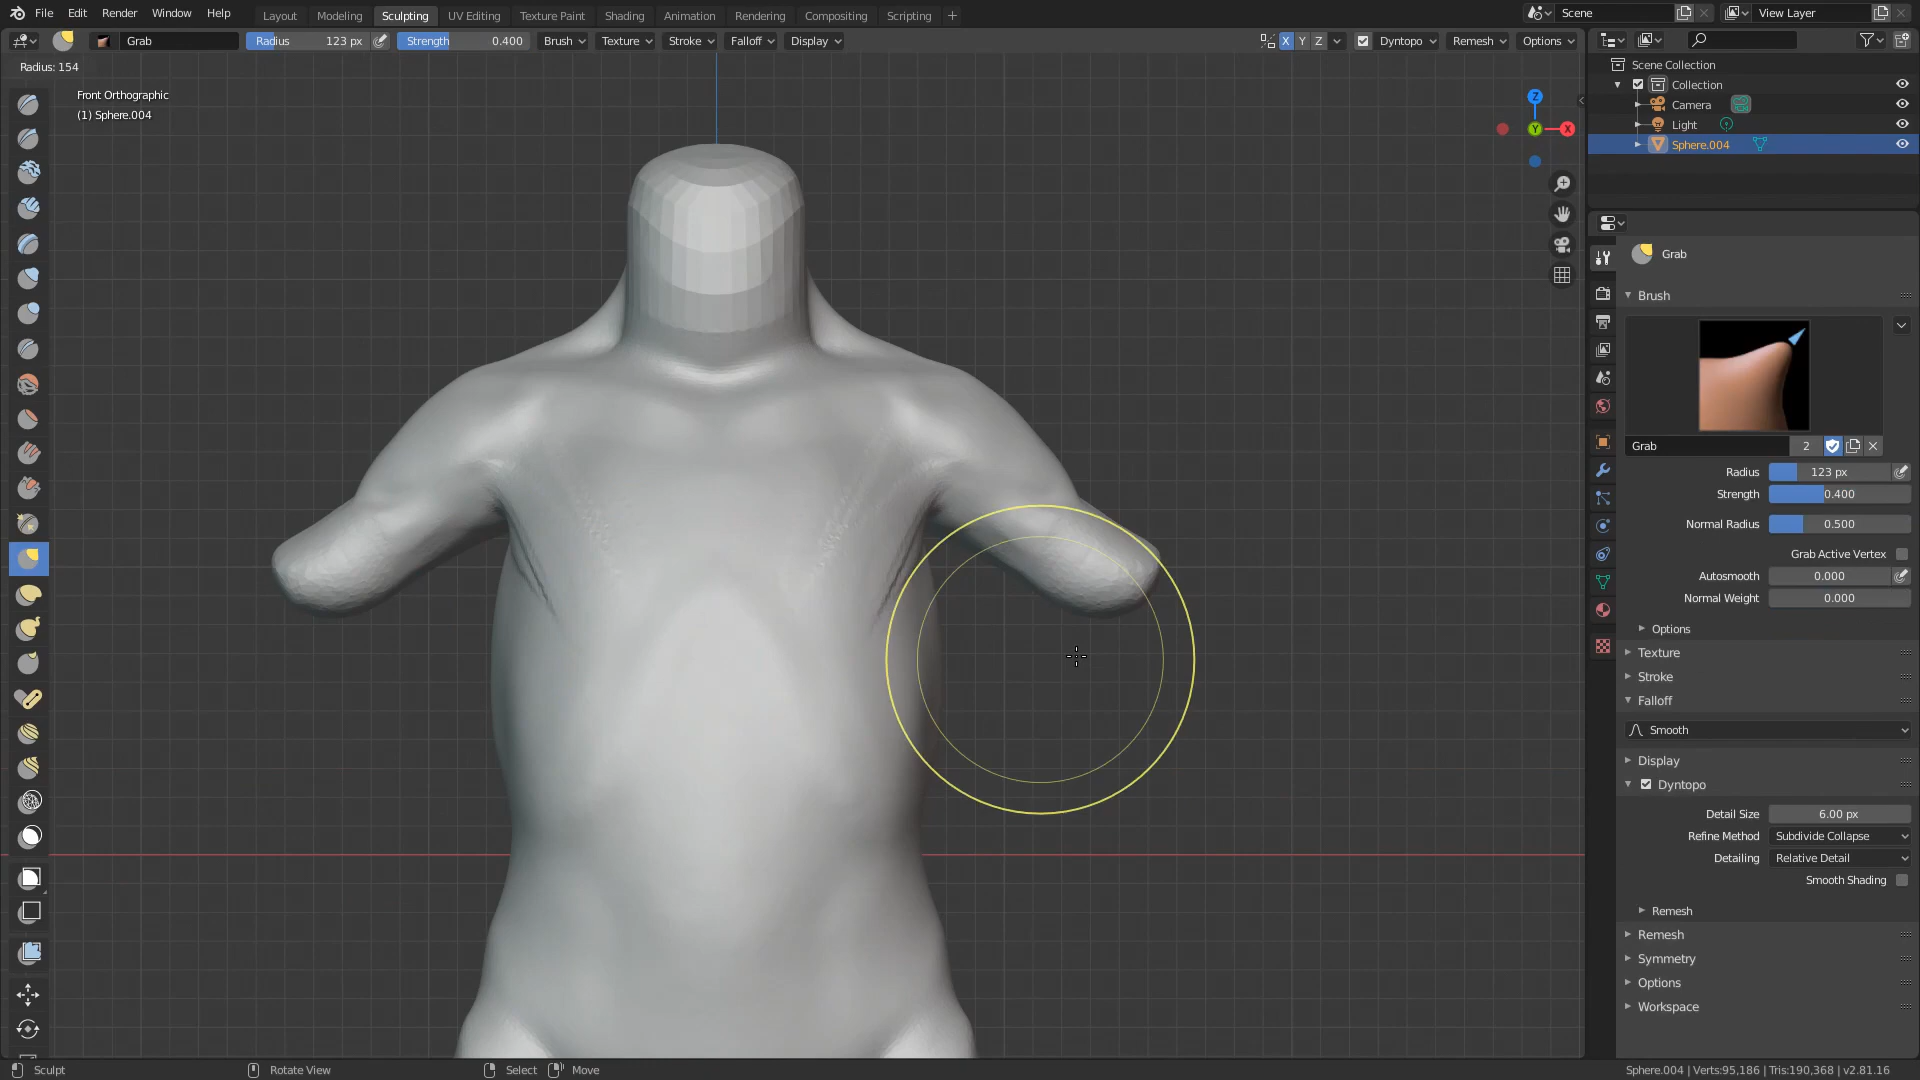 File Edit Render Window Help Layout Modeling Sculpting UV Editing Texture Paint Shading Animation Rendering Compositing Scripting + Scene View Layer
Grab Radius 123 px Strength 0.400 Brush Texture Stroke Falloff Display X Y Z Dyntopo Remesh Options
Radius: 154
Front Orthographic
(1) Sphere.004
Z
Y
X
Scene Collection
Collection
Camera
Light
Sphere.004
Grab
Brush
Grab 2
Radius 123 px
Strength 0.400
Normal Radius 0.500
Grab Active Vertex
Autosmooth 0.000
Normal Weight 0.000
Options
Texture
Stroke
Falloff
Smooth
Display
Dyntopo
Detail Size 6.00 px
Refine Method Subdivide Collapse
Detailing Relative Detail
Smooth Shading
Remesh
Remesh
Symmetry
Options
Workspace
Sculpt Rotate View Select Move Sphere.004 | Verts:95,186 | Tris:190,368 | v2.81.16